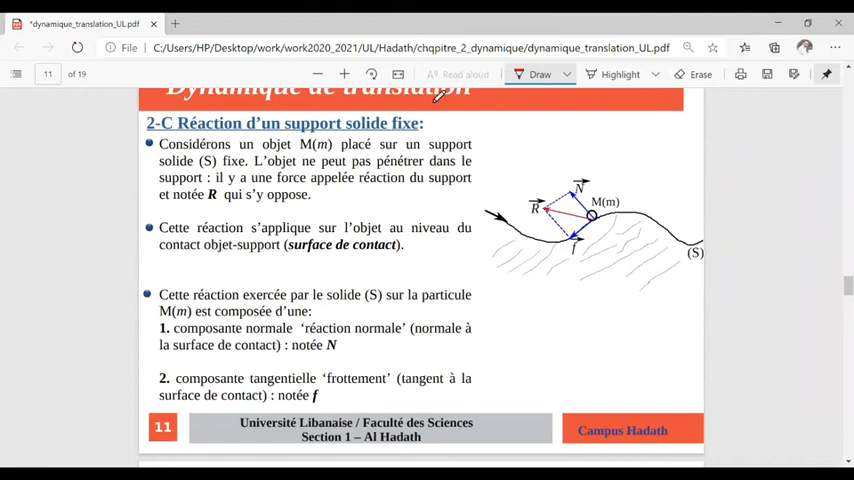 *dynamique_translation_UL.pdf
File
C:/Users/HP/Desktop/work/work2020_2021/UL/Hadath/chqpitre_2_dynamique/dynamique_translation_UL.pdf
11 of 19
Read aloud
Draw
Highlight
Erase
Dynamique de translation
2-C Réaction d'un support solide fixe:
Considérons un objet M(m) placé sur un support
solide (S) fixe. L'objet ne peut pas pénétrer dans le
support : il y a une force appelée réaction du support
et notée R qui s'y oppose.
Cette réaction s'applique sur l'objet au niveau du
contact objet-support (surface de contact).
Cette réaction exercée par le solide (S) sur la particule
M(m) est composée d'une:
1. composante normale 'réaction normale' (normale à
la surface de contact) : notée N
2. composante tangentielle 'frottement' (tangent à la
surface de contact) : notée f
N
R
M(m)
f
(S)
11
Université Libanaise / Faculté des Sciences
Section 1 – Al Hadath
Campus Hadath